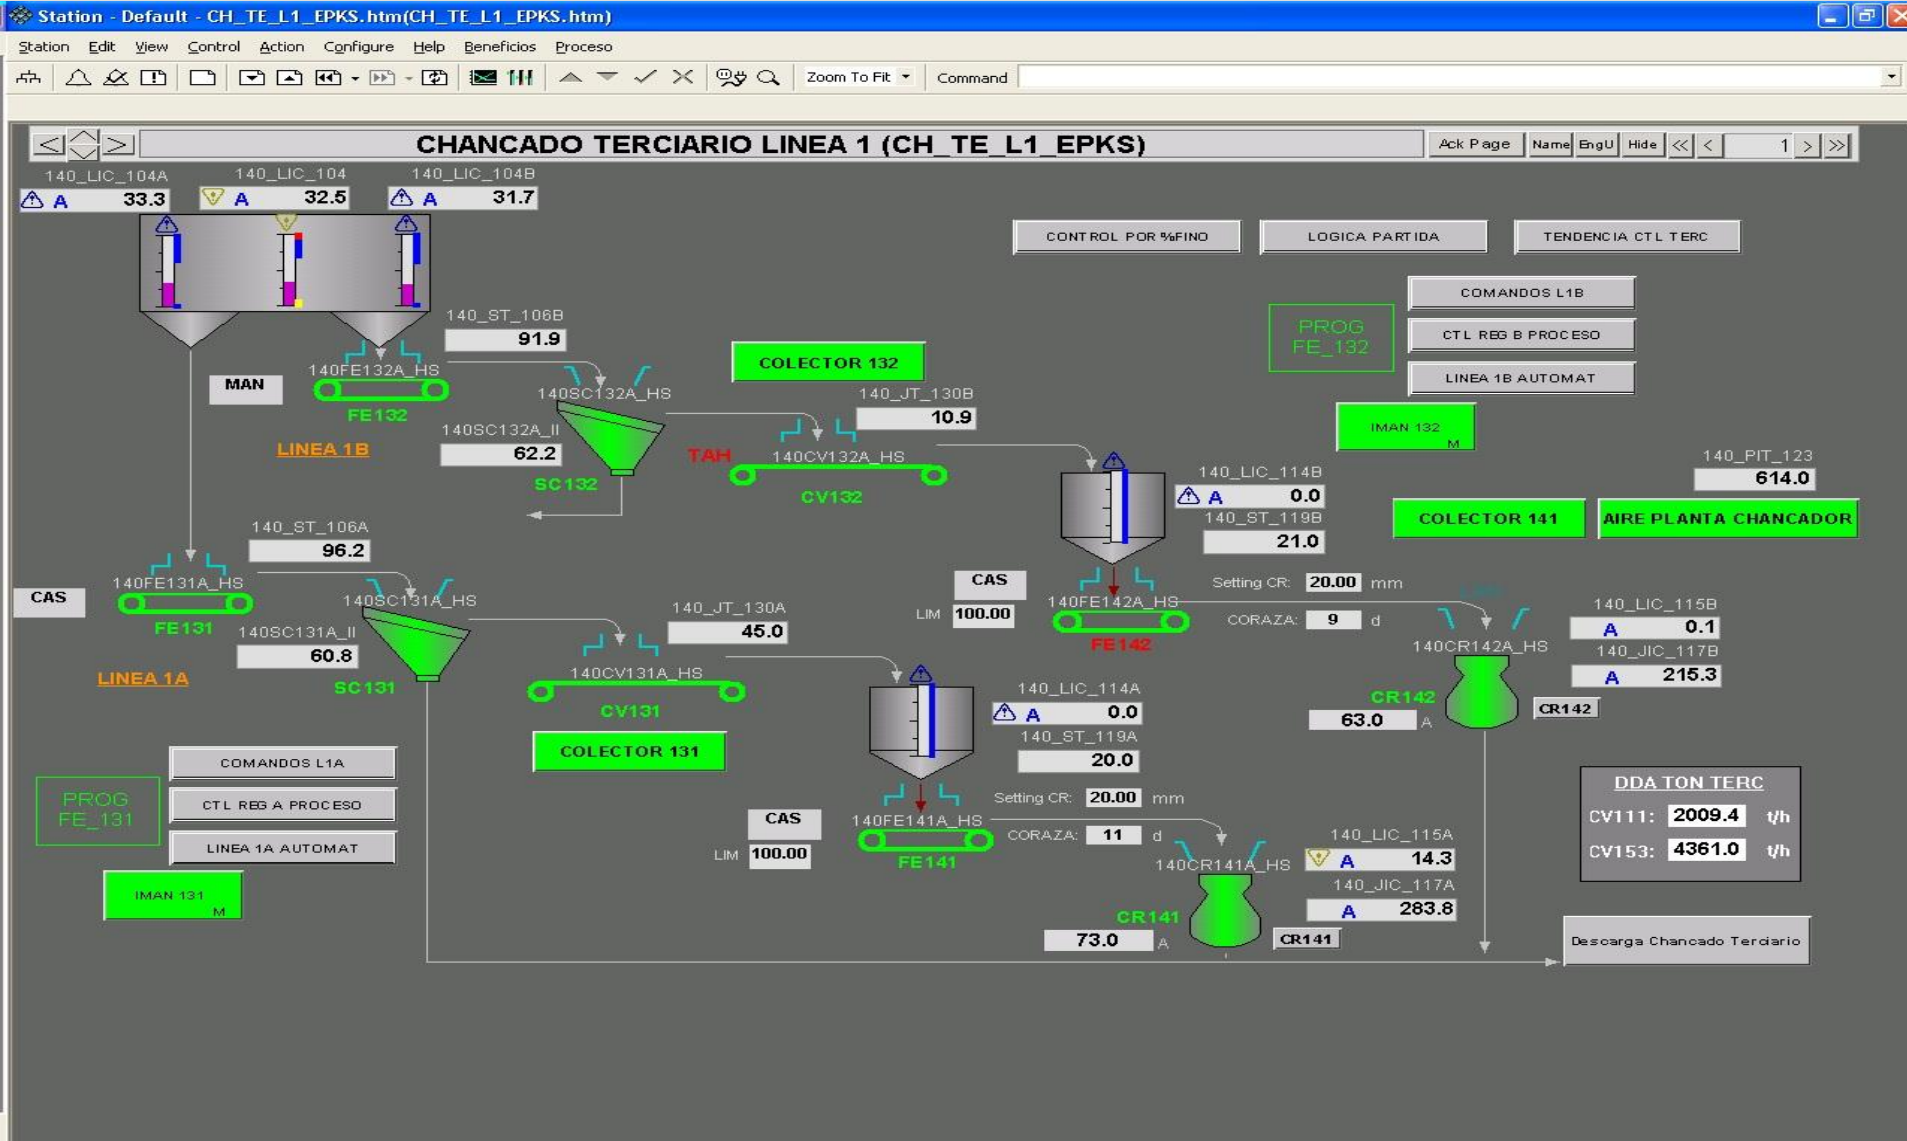 Station - Default - CH_TE_L1_EPKS.htm(CH_TE_L1_EPKS.htm)
Station Edit View Control Action Configure Help Beneficios Proceso
Zoom To Fit Command
CHANCADO TERCIARIO LINEA 1 (CH_TE_L1_EPKS)
Ack Page Name EngU Hide << < 1 > >>
140_LIC_104A 140_LIC_104 140_LIC_104B
A 33.3 A 32.5 A 31.7
CONTROL POR %FINO LOGICA PARTIDA TENDENCIA CTL TERC
COMANDOS L1B
PROG
FE_132
CTL REG B PROCESO
LINEA 1B AUTOMAT
140_ST_106B
91.9
COLECTOR 132
140FE132A_HS
MAN
FE132
140SC132A_HS
140_JT_130B
10.9
IMAN 132
M
140SC132A_II
62.2
LINEA 1B
TAH
140CV132A_HS
SC132
CV132
140_LIC_114B
A 0.0
140_ST_119B
21.0
140_PIT_123
614.0
COLECTOR 141 AIRE PLANTA CHANCADOR
140_ST_106A
96.2
140FE131A_HS
CAS
FE131
140SC131A_HS
140SC131A_II
60.8
LINEA 1A
SC131
140_JT_130A
45.0
140CV131A_HS
CV131
COLECTOR 131
CAS
LIM 100.00
140FE142A_HS
FE142
Setting CR: 20.00 mm
CORAZA: 9 d
140_LIC_115B
A 0.1
140CR142A_HS
140_JIC_117B
A 215.3
CR142
63.0 A
CR142
140_LIC_114A
A 0.0
140_ST_119A
20.0
COMANDOS L1A
PROG
FE_131
CTL REG A PROCESO
LINEA 1A AUTOMAT
IMAN 131
M
CAS
LIM 100.00
140FE141A_HS
FE141
Setting CR: 20.00 mm
CORAZA: 11 d
140CR141A_HS
140_LIC_115A
A 14.3
140_JIC_117A
A 283.8
CR141
73.0 A
CR141
DDA TON TERC
CV111: 2009.4 t/h
CV153: 4361.0 t/h
Descarga Chancado Terciario